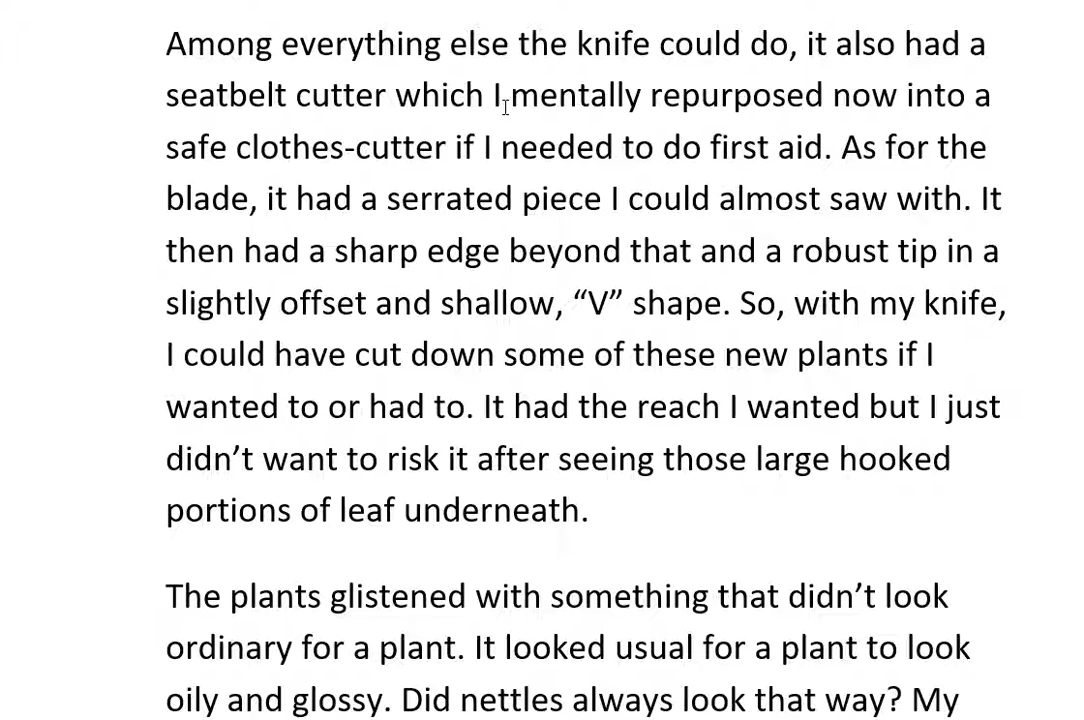 Among everything else the knife could do, it also had a
seatbelt cutter which I mentally repurposed now into a
safe clothes-cutter if I needed to do first aid. As for the
blade, it had a serrated piece I could almost saw with. It
then had a sharp edge beyond that and a robust tip in a
slightly offset and shallow, “V” shape. So, with my knife,
I could have cut down some of these new plants if I
wanted to or had to. It had the reach I wanted but I just
didn’t want to risk it after seeing those large hooked
portions of leaf underneath.
The plants glistened with something that didn’t look
ordinary for a plant. It looked usual for a plant to look
oily and glossy. Did nettles always look that way? My